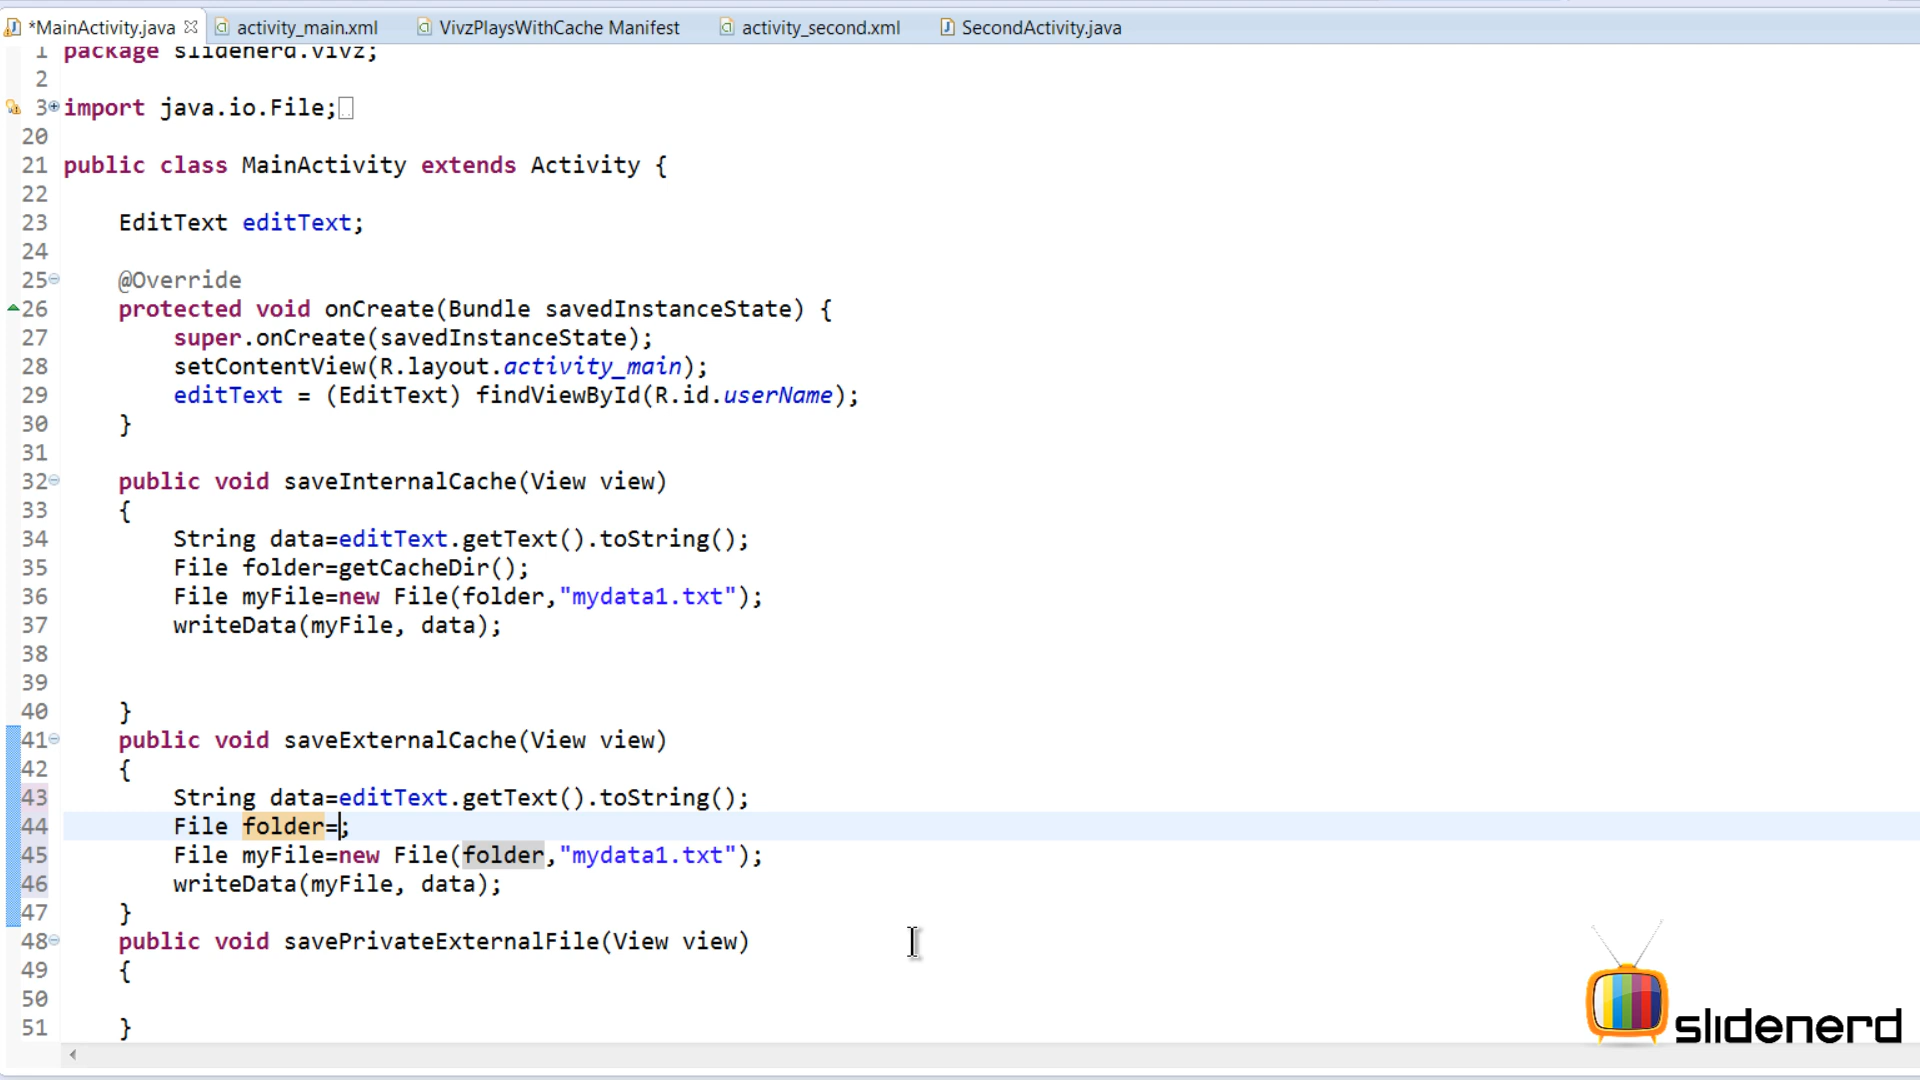 *MainActivity.java activity_main.xml VivzPlaysWithCache Manifest activity_second.xml SecondActivity.java
1 package slidenerd.vivz;
2
3 import java.io.File;
20
21 public class MainActivity extends Activity {
22
23 EditText editText;
24
25 @Override
26 protected void onCreate(Bundle savedInstanceState) {
27 super.onCreate(savedInstanceState);
28 setContentView(R.layout.activity_main);
29 editText = (EditText) findViewById(R.id.userName);
30 }
31
32 public void saveInternalCache(View view)
33 {
34 String data=editText.getText().toString();
35 File folder=getCacheDir();
36 File myFile=new File(folder,"mydata1.txt");
37 writeData(myFile, data);
38
39
40 }
41 public void saveExternalCache(View view)
42 {
43 String data=editText.getText().toString();
44 File folder=;
45 File myFile=new File(folder,"mydata1.txt");
46 writeData(myFile, data);
47 }
48 public void savePrivateExternalFile(View view)
49 {
50
51 }
slidenerd